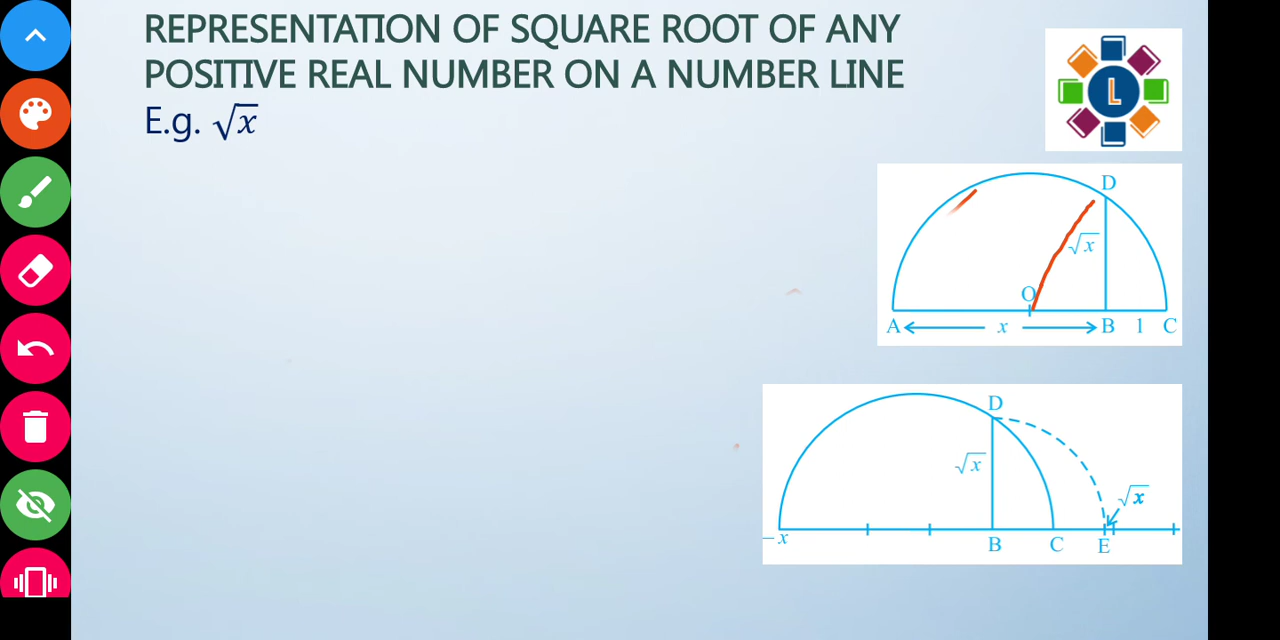 REPRESENTATION OF SQUARE ROOT OF ANY
POSITIVE REAL NUMBER ON A NUMBER LINE
E.g. √x
L
D
√x
O
A x B 1 C
D
√x
√x
−x B C E